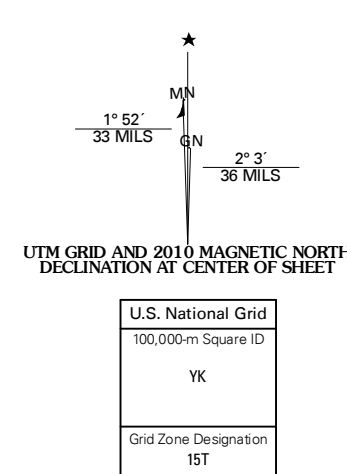 ★
MN
1° 52´
33 MILS
GN
2° 3´
36 MILS
UTM GRID AND 2010 MAGNETIC NORTH
DECLINATION AT CENTER OF SHEET
U.S. National Grid
100,000-m Square ID
YK
Grid Zone Designation
15T